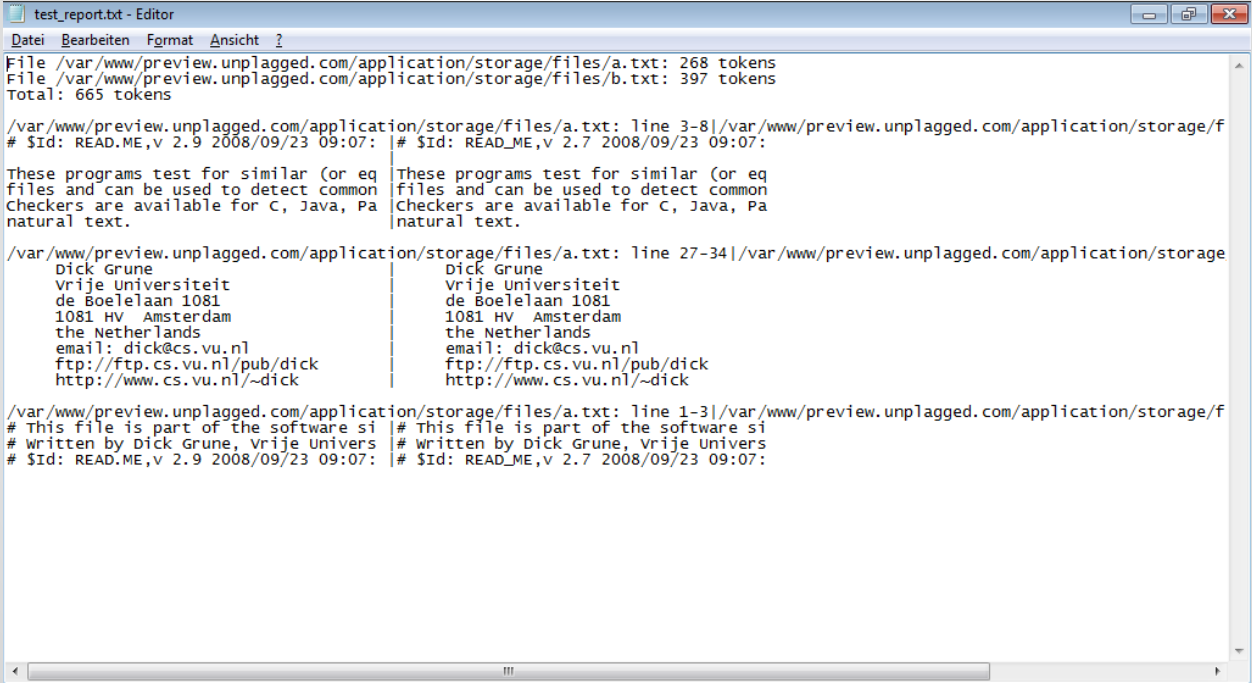 test_report.txt - Editor
Datei Bearbeiten Format Ansicht ?
File /var/www/preview.unplagged.com/application/storage/files/a.txt: 268 tokens
File /var/www/preview.unplagged.com/application/storage/files/b.txt: 397 tokens
Total: 665 tokens

/var/www/preview.unplagged.com/application/storage/files/a.txt: line 3-8|/var/www/preview.unplagged.com/application/storage/f
# $Id: READ.ME,v 2.9 2008/09/23 09:07: |# $Id: READ_ME,v 2.7 2008/09/23 09:07:
                                       |
These programs test for similar (or eq |These programs test for similar (or eq
files and can be used to detect common |files and can be used to detect common
Checkers are available for C, Java, Pa |Checkers are available for C, Java, Pa
natural text.                          |natural text.

/var/www/preview.unplagged.com/application/storage/files/a.txt: line 27-34|/var/www/preview.unplagged.com/application/storage
      Dick Grune                       |      Dick Grune
      Vrije Universiteit               |      Vrije Universiteit
      de Boelelaan 1081                |      de Boelelaan 1081
      1081 HV  Amsterdam               |      1081 HV  Amsterdam
      the Netherlands                  |      the Netherlands
      email: dick@cs.vu.nl             |      email: dick@cs.vu.nl
      ftp://ftp.cs.vu.nl/pub/dick      |      ftp://ftp.cs.vu.nl/pub/dick
      http://www.cs.vu.nl/~dick        |      http://www.cs.vu.nl/~dick

/var/www/preview.unplagged.com/application/storage/files/a.txt: line 1-3|/var/www/preview.unplagged.com/application/storage/f
# This file is part of the software si |# This file is part of the software si
# Written by Dick Grune, Vrije Univers |# Written by Dick Grune, Vrije Univers
# $Id: READ.ME,v 2.9 2008/09/23 09:07: |# $Id: READ_ME,v 2.7 2008/09/23 09:07: